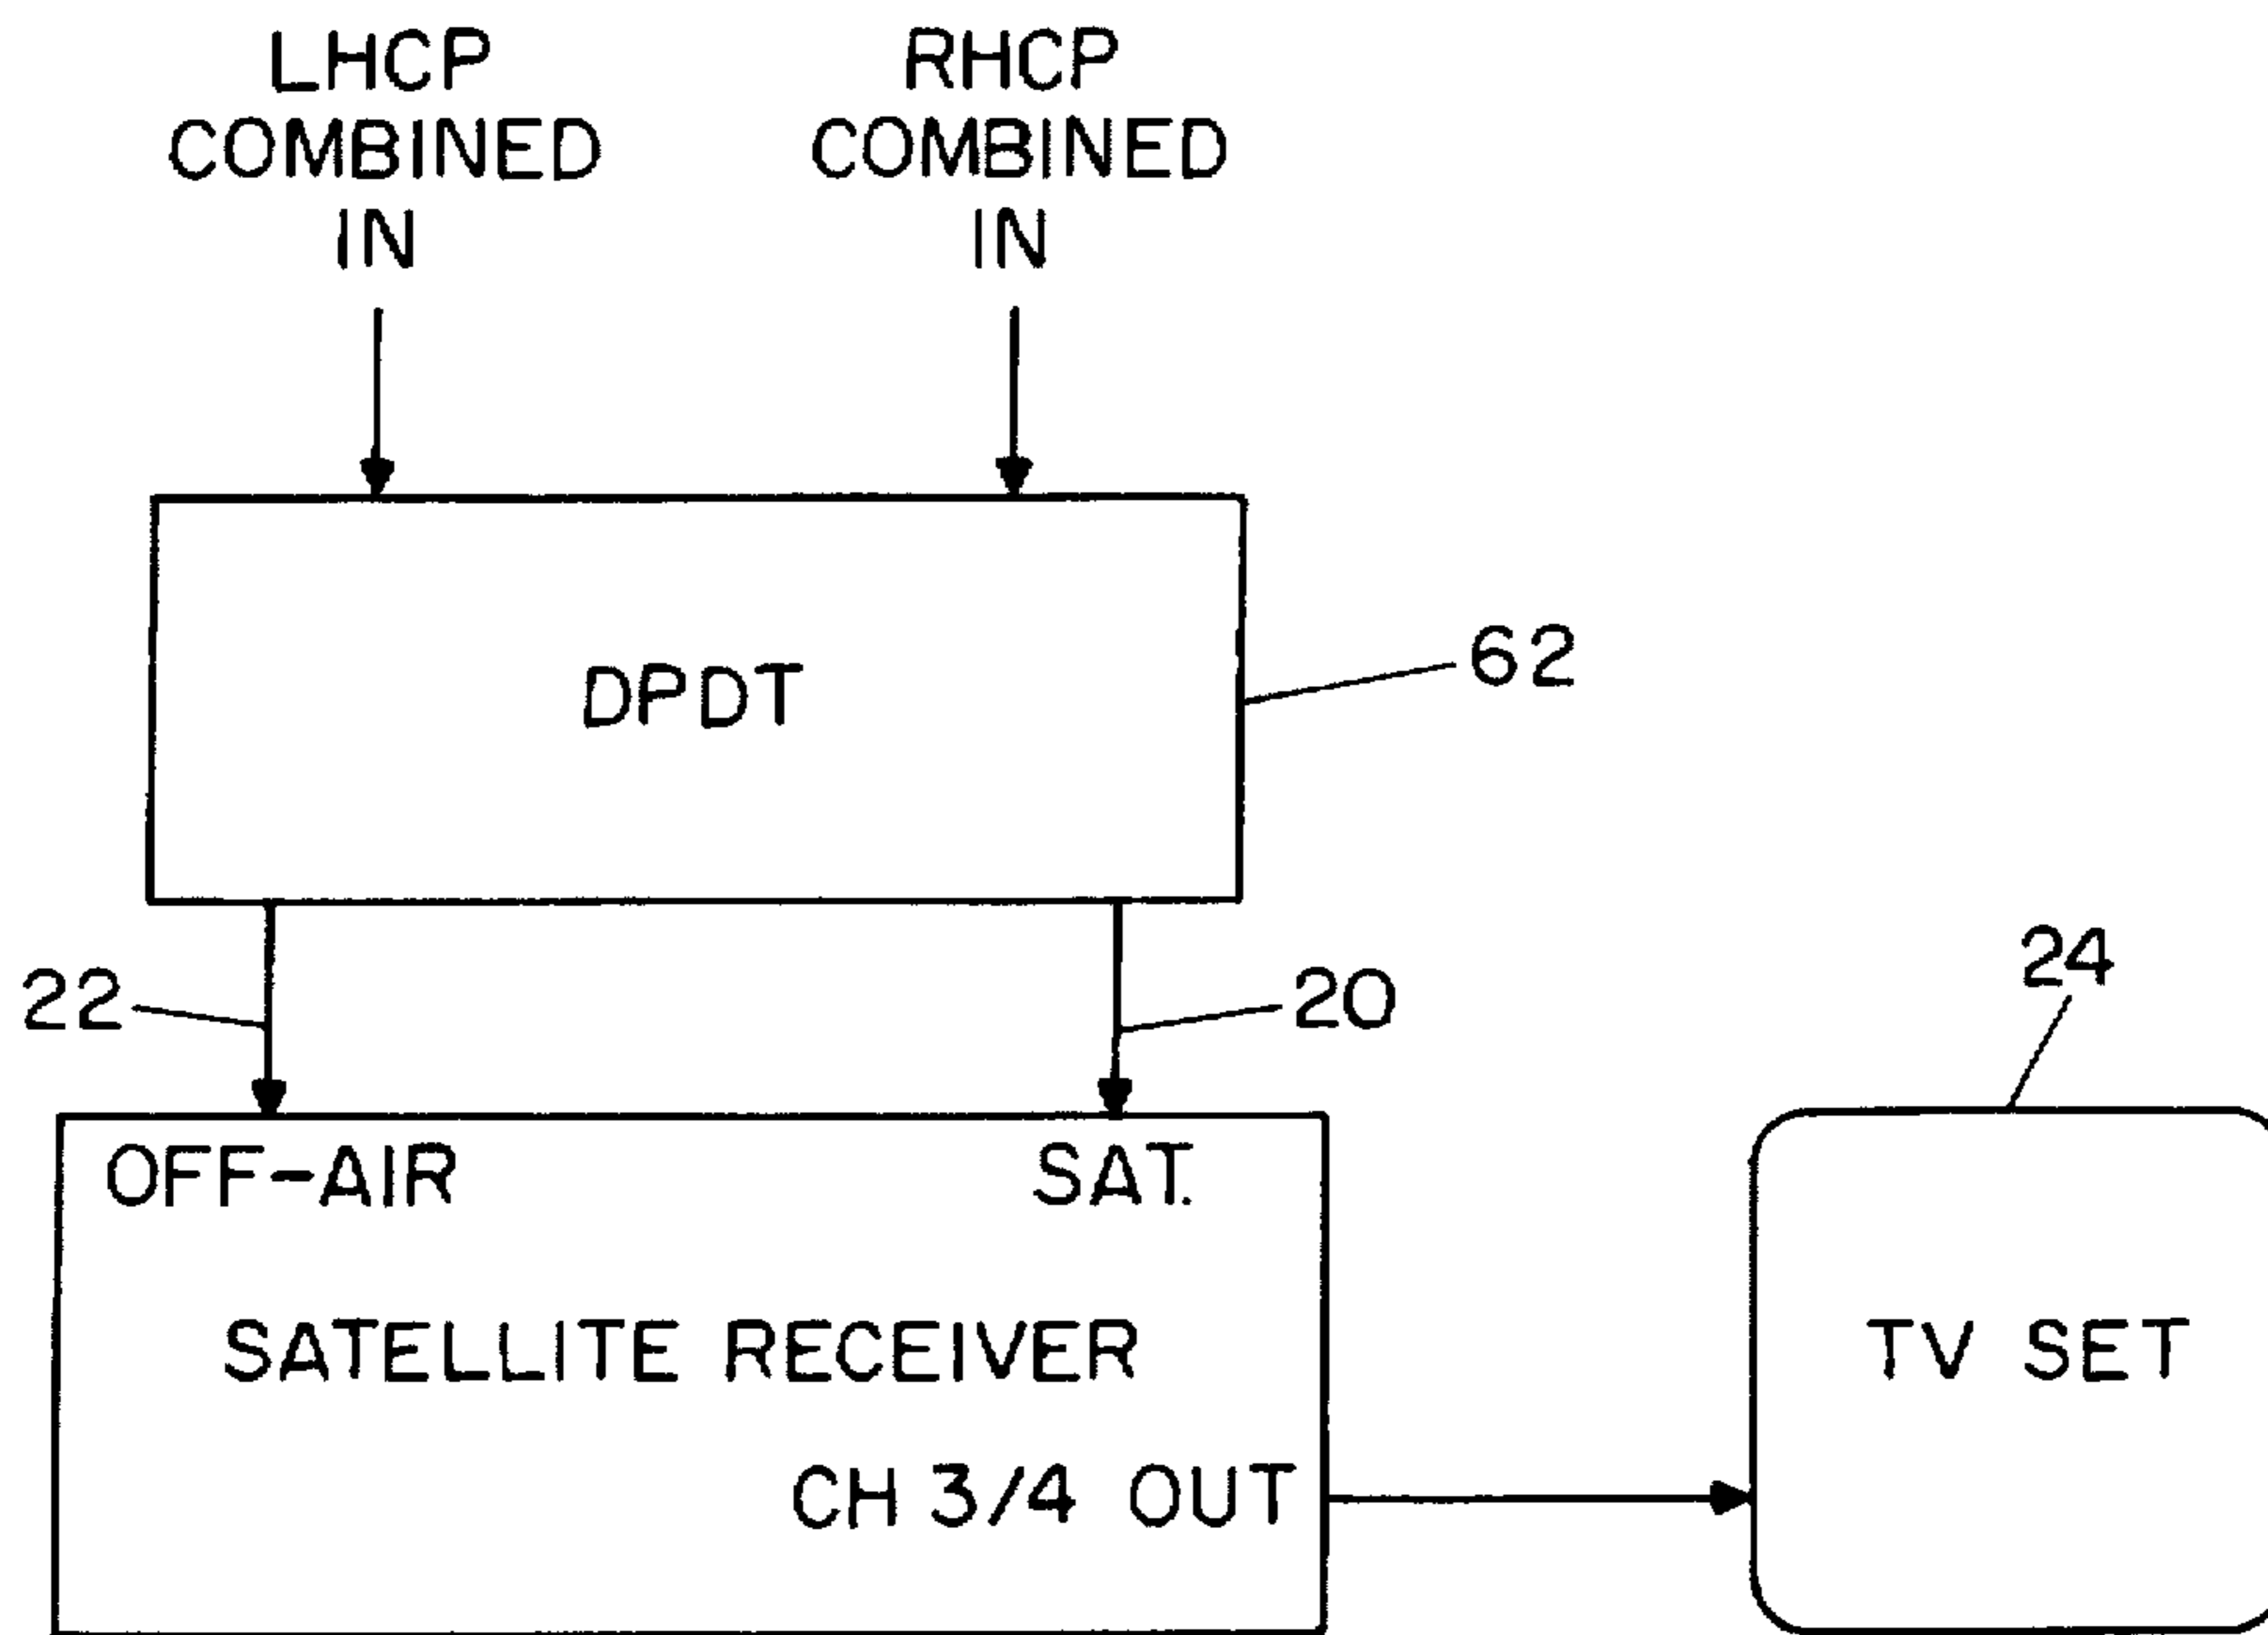 LHCP
COMBINED
IN
RHCP
COMBINED
IN
DPDT
62
22
20
24
OFF-AIR
SAT.
SATELLITE RECEIVER
TV SET
CH 3/4 OUT